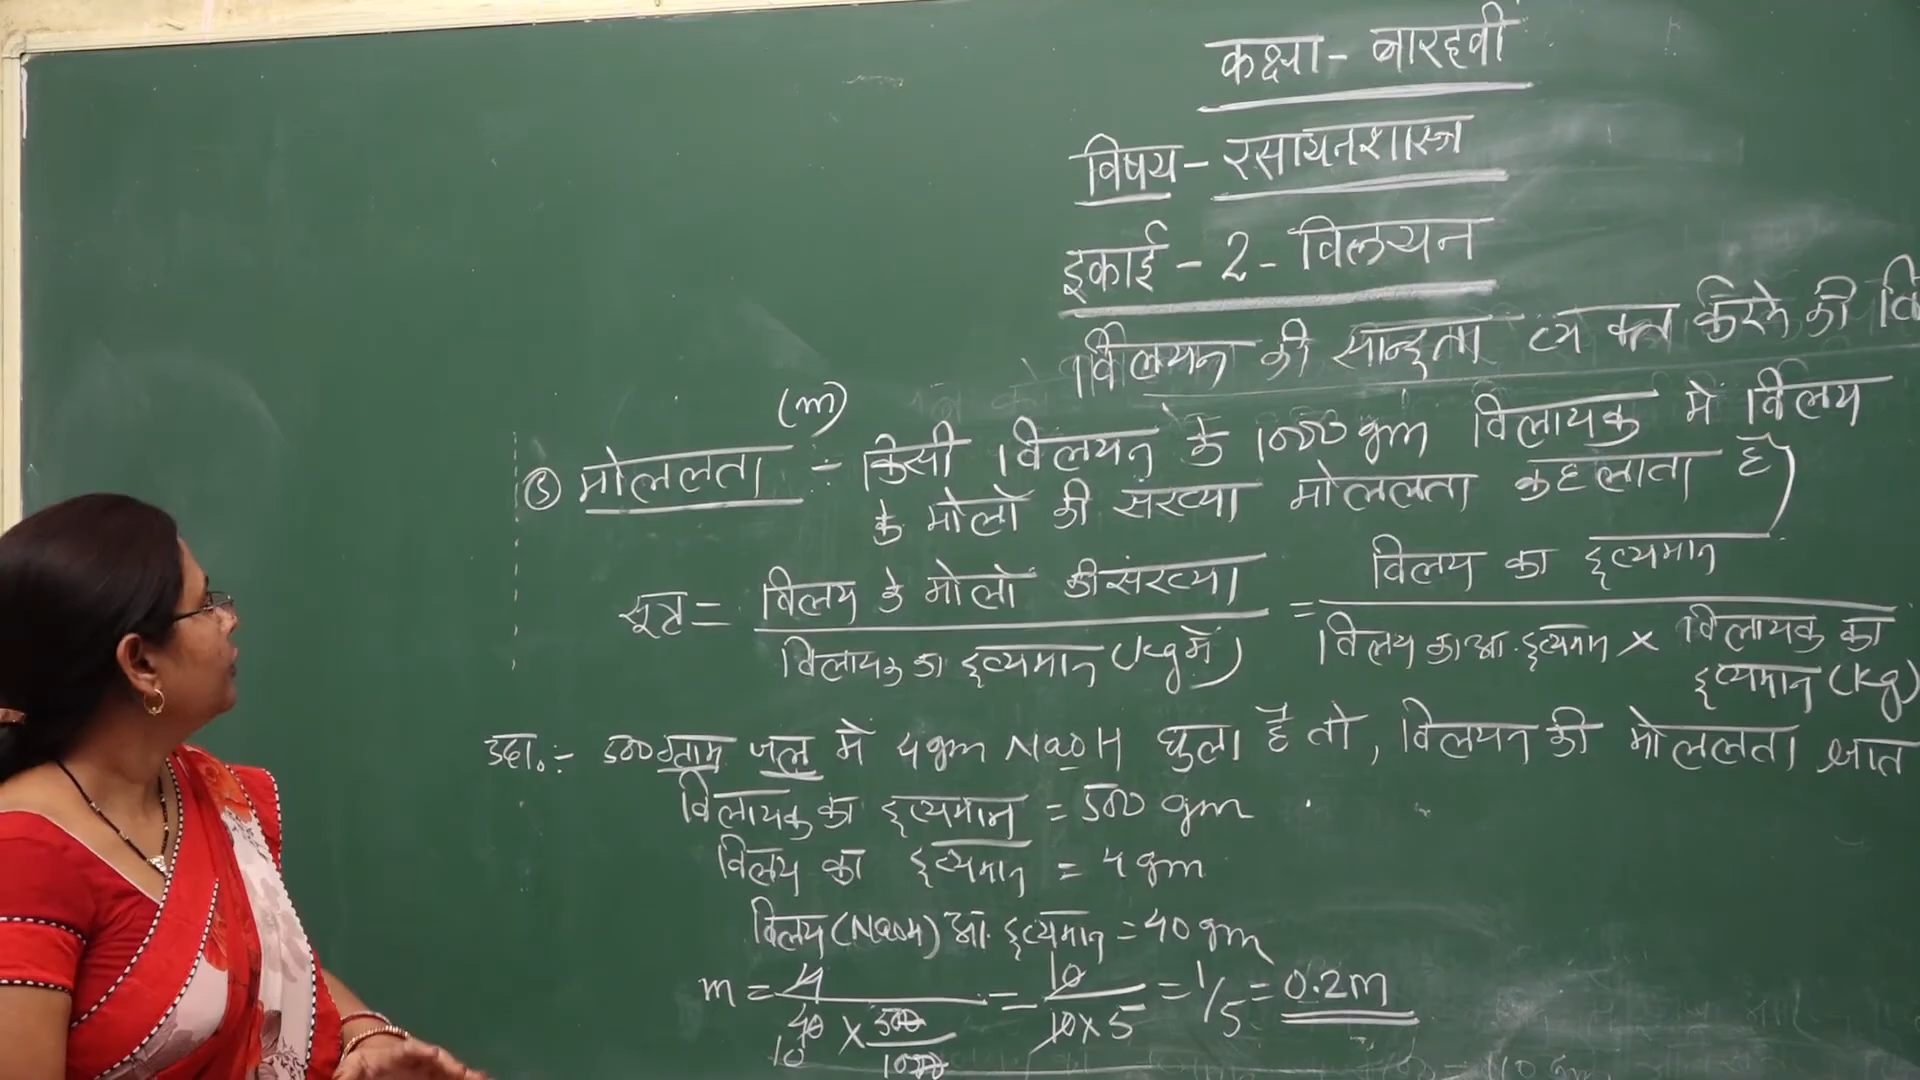 कक्षा - बारहवीं
विषय - रसायनशास्त्र
इकाई - 2 - विलयन
विलयन की सान्द्रता व्यक्त करने की वि
(m)
③ मोललता ÷ किसी विलयन के 1000 gm विलायक में विलय
के मोलों की संख्या मोललता कहलाता है)
सूत्र = विलय के मोलों की संख्या / विलायक का द्रव्यमान (Kg में) = विलय का द्रव्यमान / विलय का आ. द्रव्यमान × विलायक का द्रव्यमान (Kg)
उदा. :- 500 ग्राम जल में 4 gm NaOH घुला है तो, विलयन की मोललता ज्ञात
विलायक का द्रव्यमान = 500 gm
विलय का द्रव्यमान = 4 gm
विलय (NaOH) आ. द्रव्यमान = 40 gm
m = 4 / 40 × 500/1000 = 10 / 10×5 = 1/5 = 0.2m
10